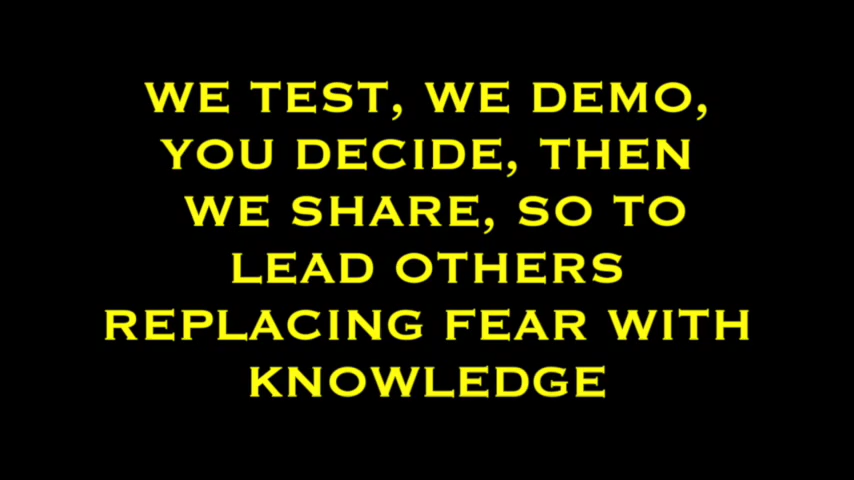 WE TEST, WE DEMO,
YOU DECIDE, THEN
WE SHARE, SO TO
LEAD OTHERS
REPLACING FEAR WITH
KNOWLEDGE